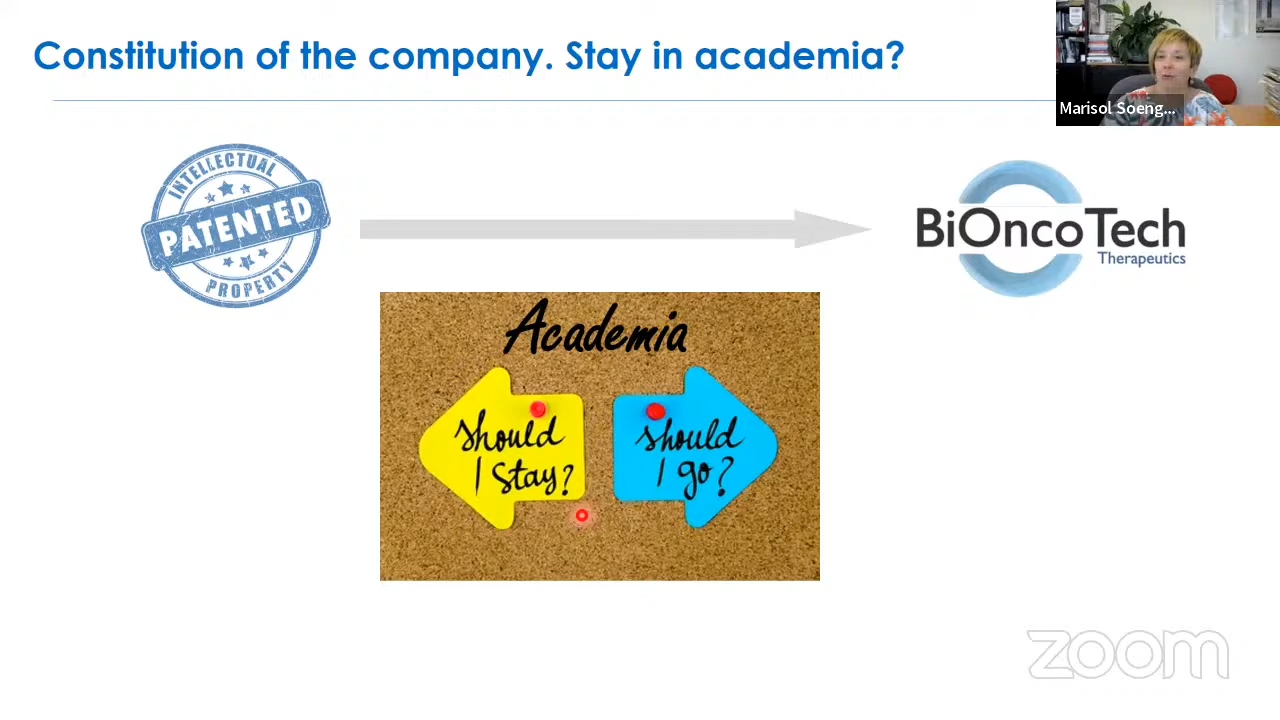 Constitution of the company. Stay in academia?
Marisol Soeng...
INTELLECTUAL
PATENTED
PROPERTY
BiOncoTech
Therapeutics
Academia
should
I stay?
should
I go?
zoom